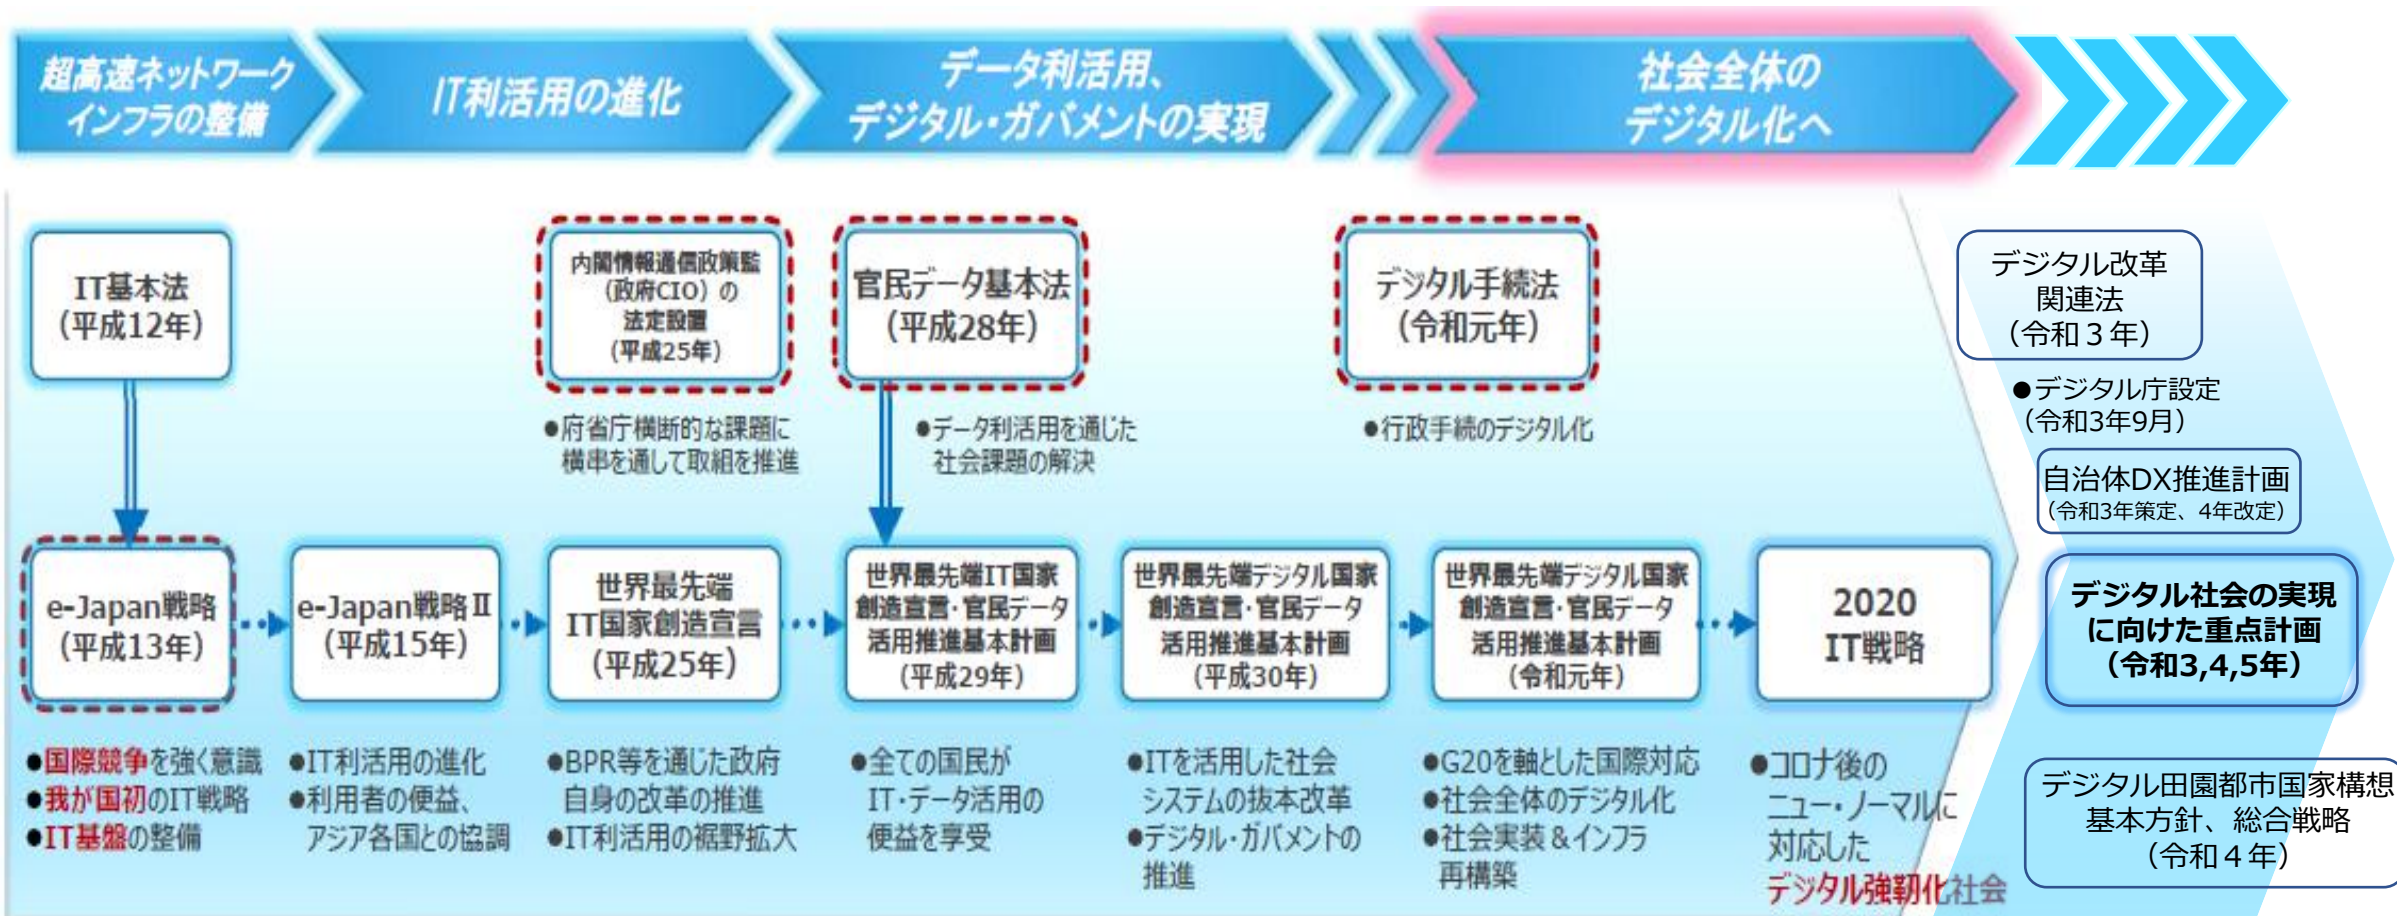 超高速ネットワーク
インフラの整備
IT利活用の進化
データ利活用、
デジタル・ガバメントの実現
社会全体の
デジタル化へ
IT基本法
（平成12年）
内閣情報通信政策監
（政府CIO）の
法定設置
（平成25年）
●府省庁横断的な課題に
横串を通して取組を推進
官民データ基本法
（平成28年）
●データ利活用を通じた
社会課題の解決
デジタル手続法
（令和元年）
●行政手続のデジタル化
デジタル改革
関連法
（令和３年）
●デジタル庁設定
（令和3年9月）
自治体DX推進計画
（令和3年策定、4年改定）
e-Japan戦略
（平成13年）
e-Japan戦略Ⅱ
（平成15年）
世界最先端
IT国家創造宣言
（平成25年）
世界最先端IT国家
創造宣言・官民データ
活用推進基本計画
（平成29年）
世界最先端デジタル国家
創造宣言・官民データ
活用推進基本計画
（平成30年）
世界最先端デジタル国家
創造宣言・官民データ
活用推進基本計画
（令和元年）
2020
IT戦略
デジタル社会の実現
に向けた重点計画
（令和3,4,5年）
●国際競争を強く意識
●我が国初のIT戦略
●IT基盤の整備
●IT利活用の進化
●利用者の便益、
アジア各国との協調
●BPR等を通じた政府
自身の改革の推進
●IT利活用の裾野拡大
●全ての国民が
IT・データ活用の
便益を享受
●ITを活用した社会
システムの抜本改革
●デジタル・ガバメントの
推進
●G20を軸とした国際対応
●社会全体のデジタル化
●社会実装＆インフラ
再構築
●コロナ後の
ニュー・ノーマルに
対応した
デジタル強靭化社会
デジタル田園都市国家構想
基本方針、総合戦略
（令和４年）